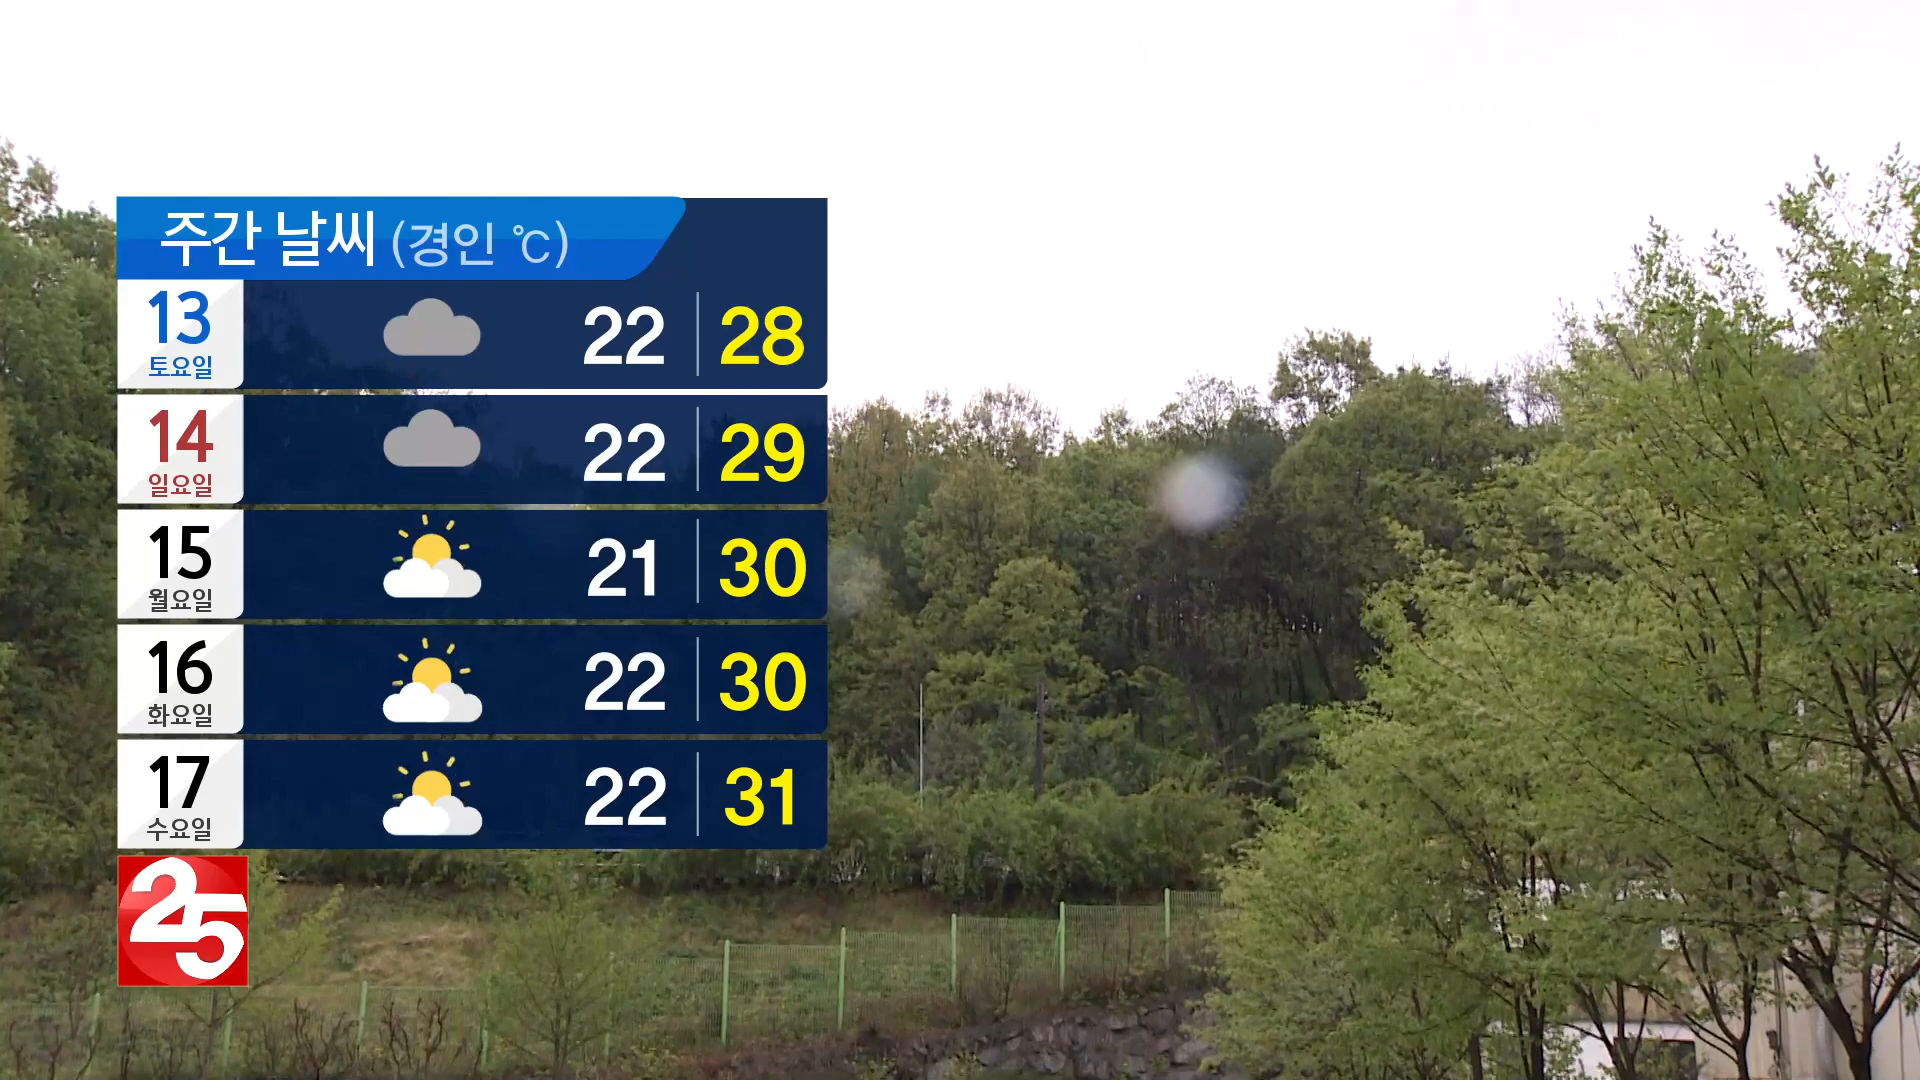 주간 날씨 (경인 ℃)
13 22 28
토요일
14 22 29
일요일
15 21 30
월요일
16 22 30
화요일
17 22 31
수요일
25